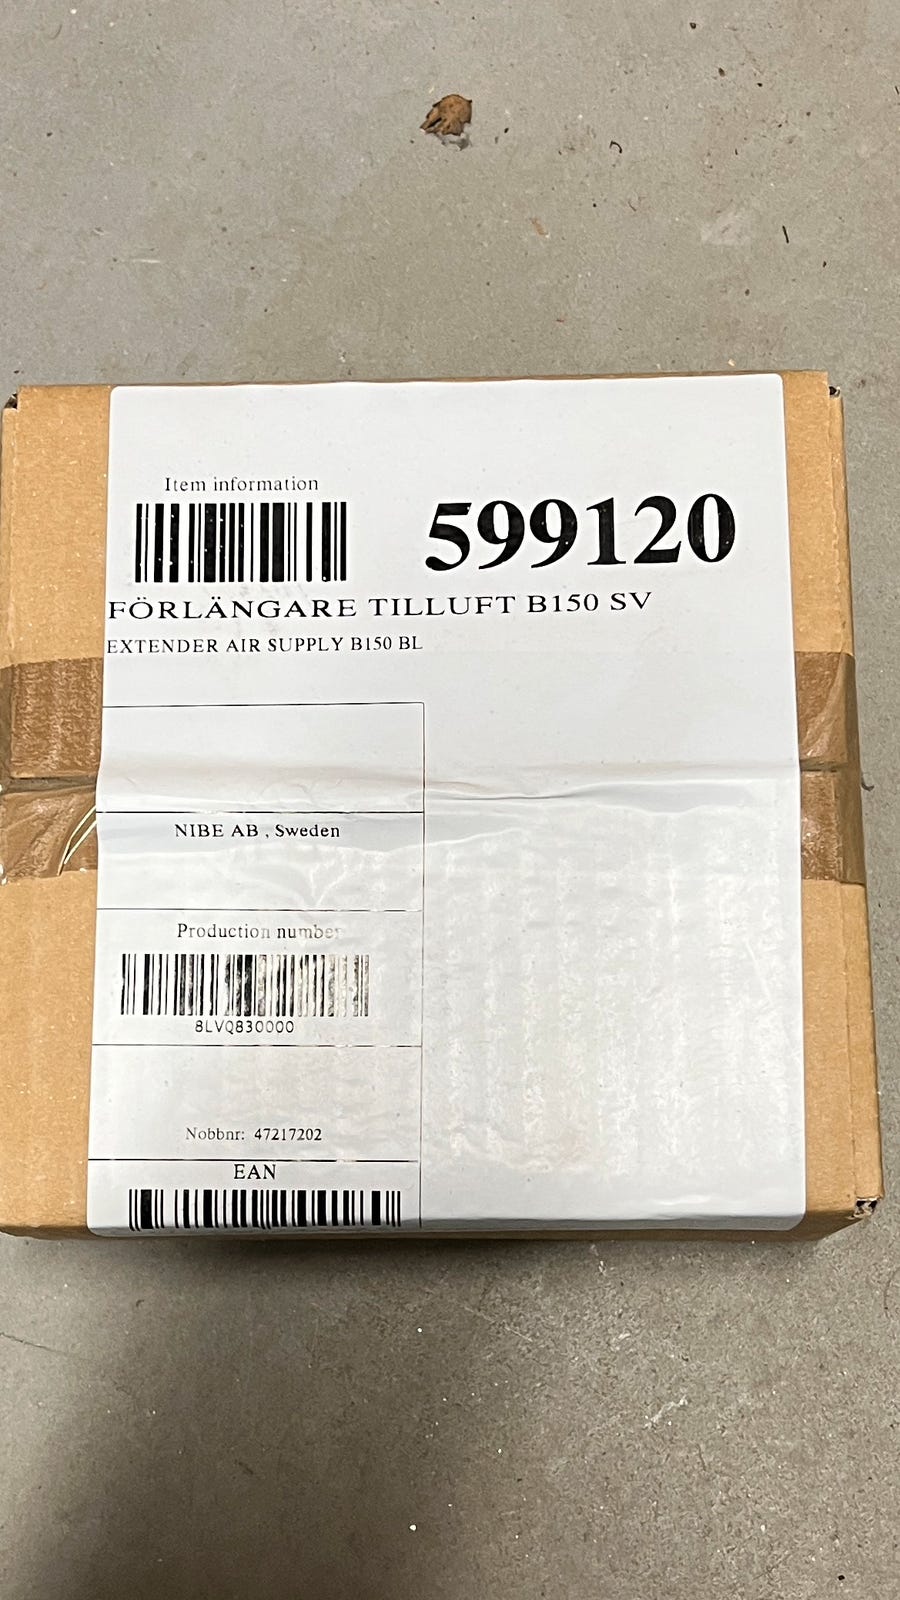 Item information
599120
FÖRLÄNGARE TILLUFT B150 SV
EXTENDER AIR SUPPLY B150 BL
NIBE AB , Sweden
Production number
8LVQ830000
Nobbnr: 47217202
EAN